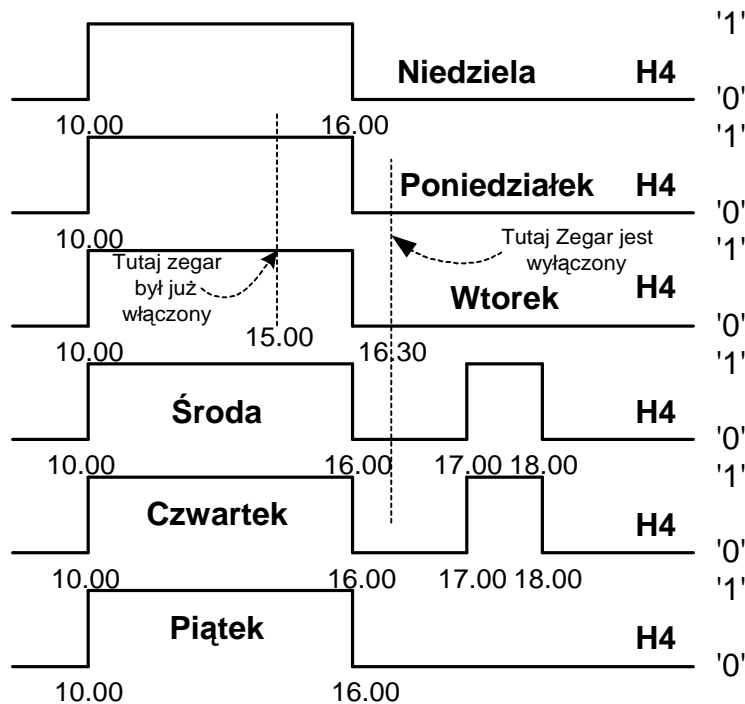 '1'
Niedziela H4
'0'
10.00 16.00
'1'
Poniedziałek H4
'0'
10.00
Tutaj zegar
był już
włączony
Tutaj Zegar jest
wyłączony
'1'
Wtorek H4
'0'
10.00 15.00 16.30
'1'
Środa H4
'0'
10.00 16.00 17.00 18.00
'1'
Czwartek H4
'0'
10.00 16.00 17.00 18.00
'1'
Piątek H4
'0'
10.00 16.00